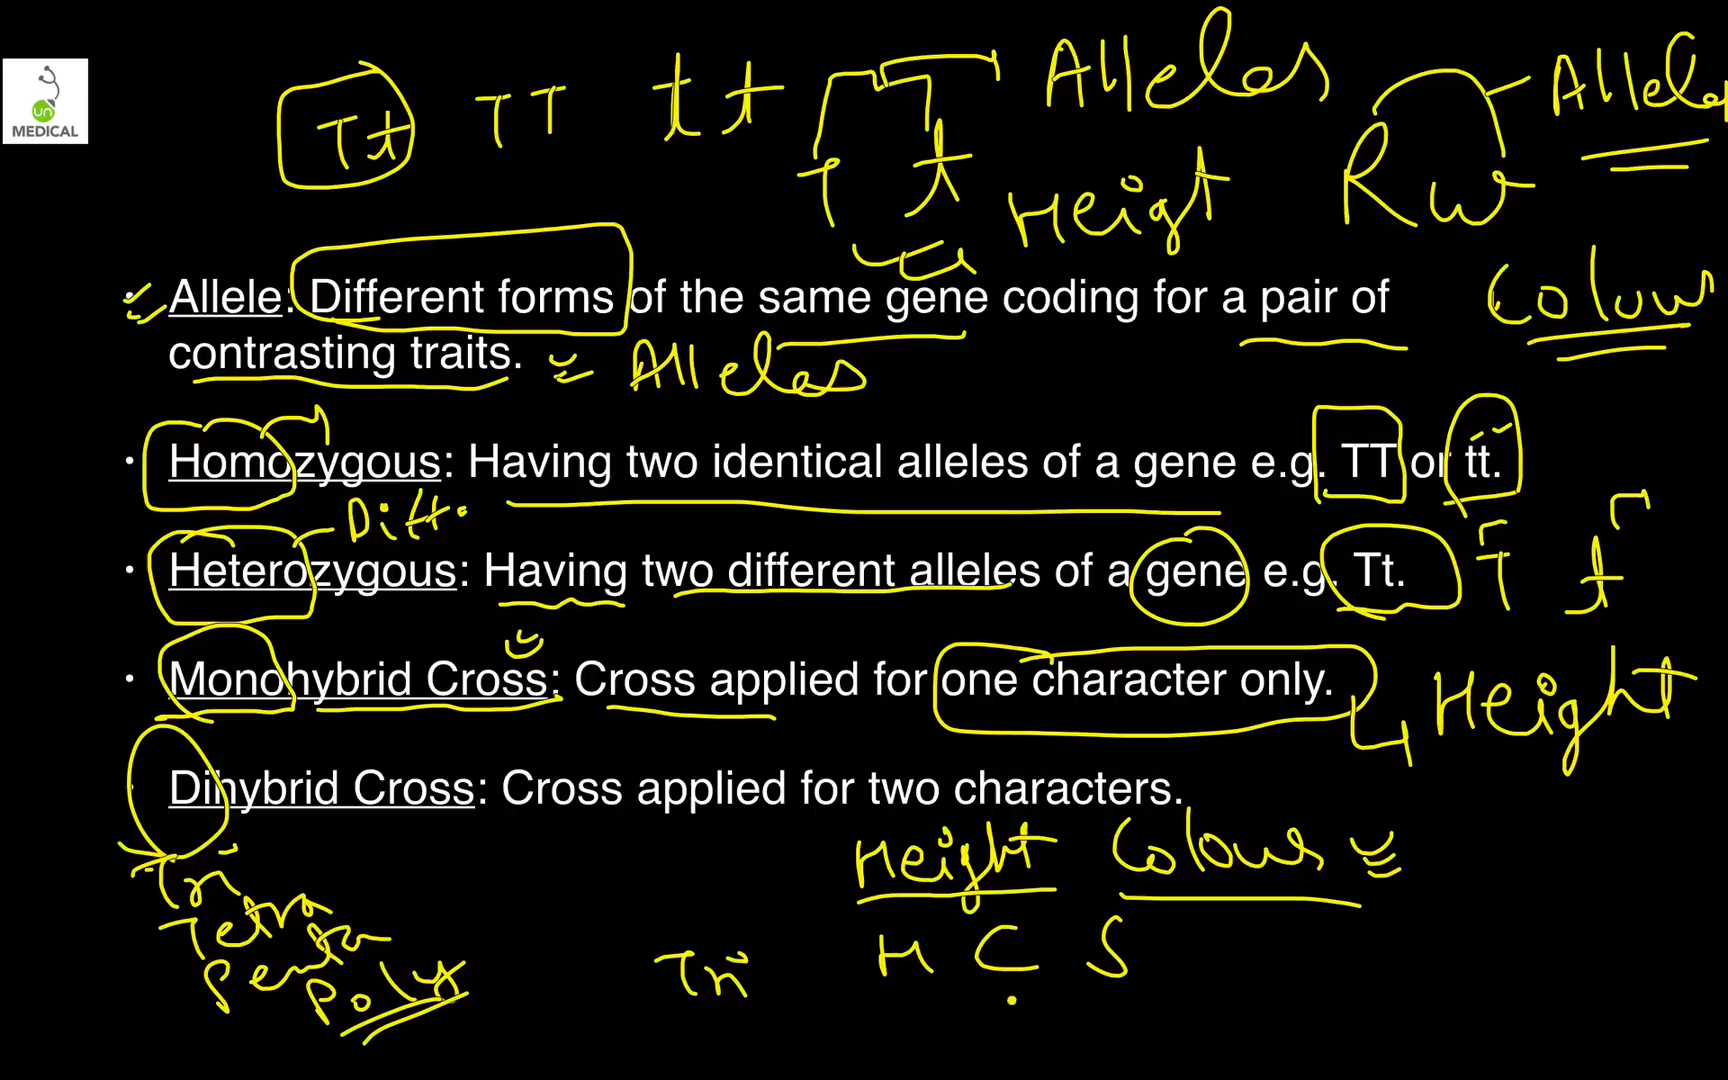 Tt TT tt T Alleles Alleles
T t Heigt Rw
un
MEDICAL
• Allele: Different forms of the same gene coding for a pair of
contrasting traits. Alleles
Colour
• Homozygous: Having two identical alleles of a gene e.g. TT or tt.
Diff.
• Heterozygous: Having two different alleles of a gene e.g. Tt. T t
• Monohybrid Cross: Cross applied for one character only. Height
Dihybrid Cross: Cross applied for two characters.
Height Colour
Tri
Tetra
Penta
Poly
Tri H C S